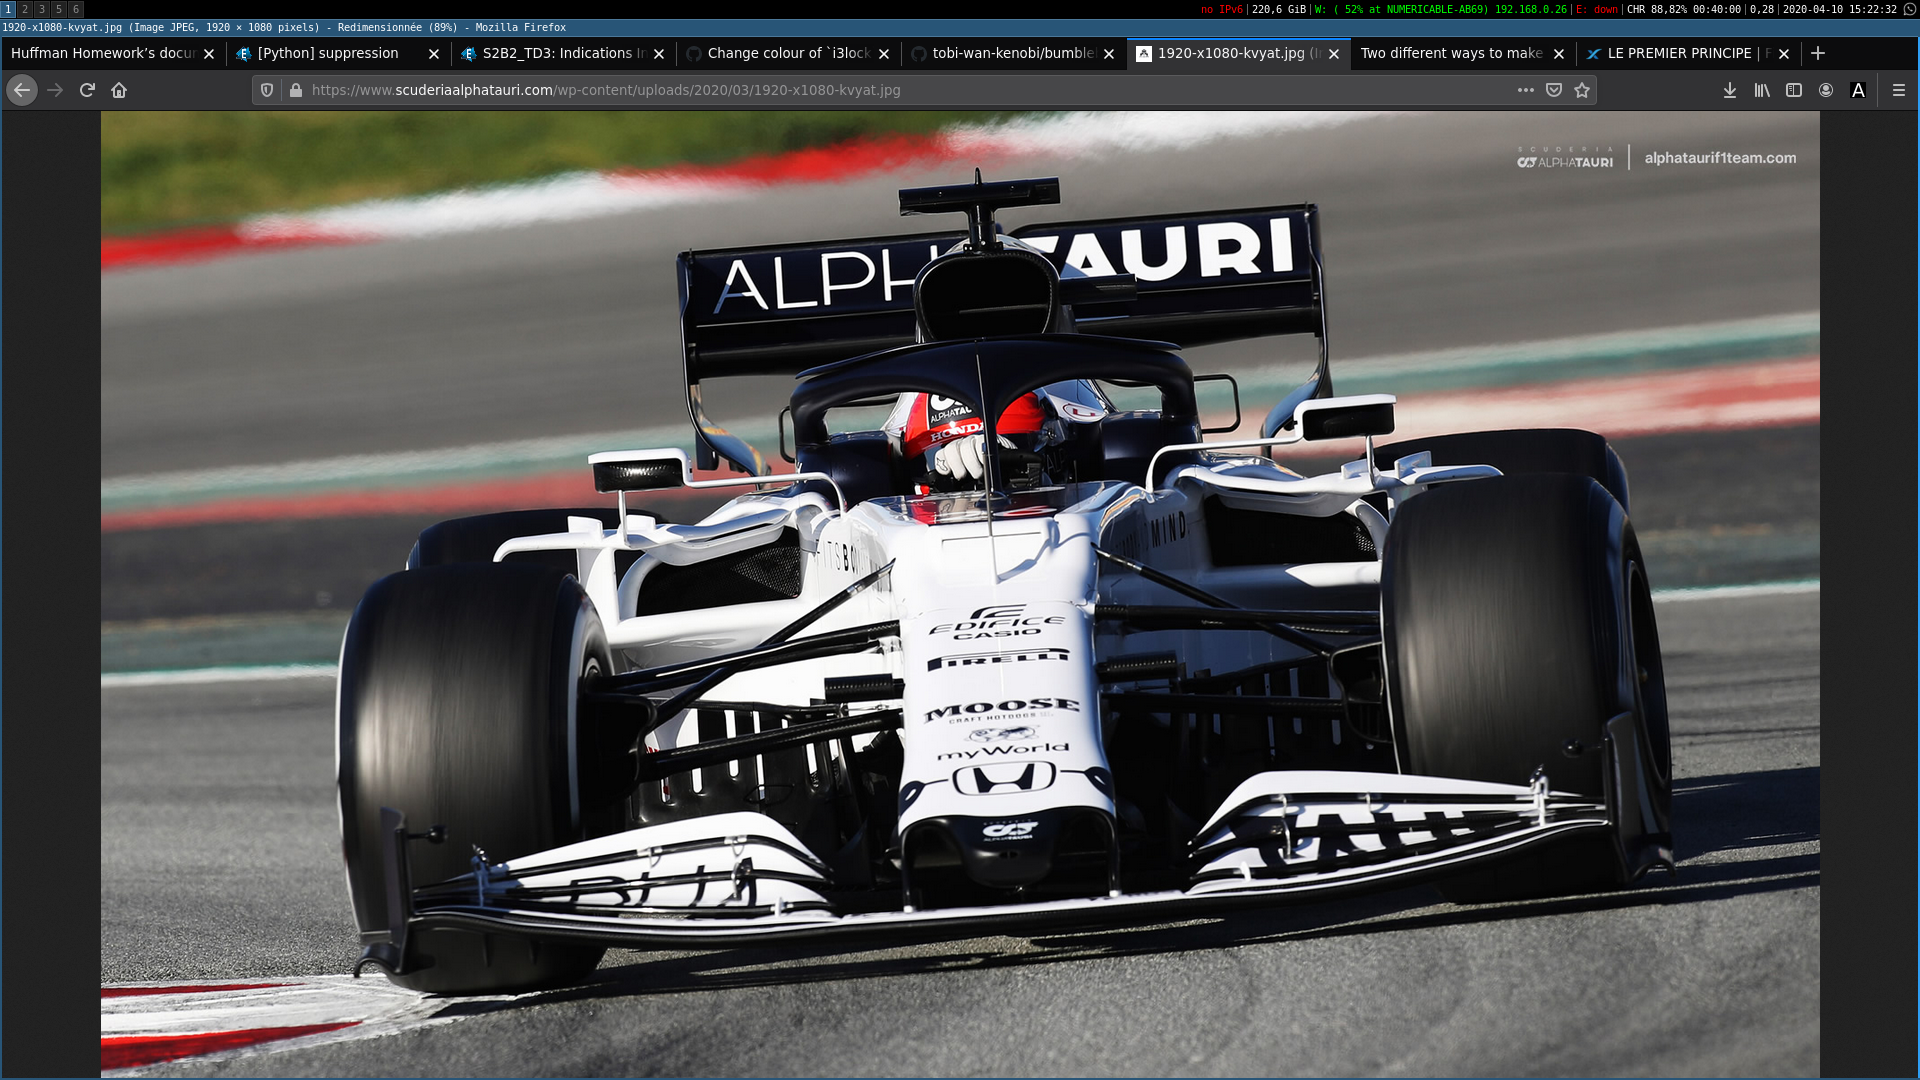 1 2 3 5 6
no IPv6 | 220,6 GiB | W: ( 52% at NUMERICABLE-AB69) 192.168.0.26 | E: down | CHR 88,82% 00:40:00 | 0,28 | 2020-04-10 15:22:32
1920-x1080-kvyat.jpg (Image JPEG, 1920 × 1080 pixels) - Redimensionnée (89%) - Mozilla Firefox
Huffman Homework’s docu
[Python] suppression
S2B2_TD3: Indications In
Change colour of `i3lock
tobi-wan-kenobi/bumble
1920-x1080-kvyat.jpg (I
Two different ways to make
LE PREMIER PRINCIPE |
https://www.scuderiaalphatauri.com/wp-content/uploads/2020/03/1920-x1080-kvyat.jpg
A
SCUDERIA
ALPHATAURI
alphataurif1team.com
ALPH TAURI
ALPHATAU
HONDA
MIND.
EDIFICE
CASIO
PIRELLI
MOOSE
CRAFT HOTDOGS
myWorld
ALPHATAURI